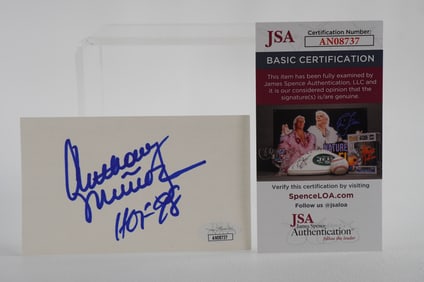 Anthony
Muñoz
HOF-98
AN08737
JSA
Certification Number:
AN08737
BASIC CERTIFICATION
This item has been fully examined by
James Spence Authentication, LLC and
it is our considered opinion that the
signature(s) is/are genuine.
Verify this certification by visiting
SpenceLOA.com
Follow us @jsaloa
JSA
James Spence
Authentication